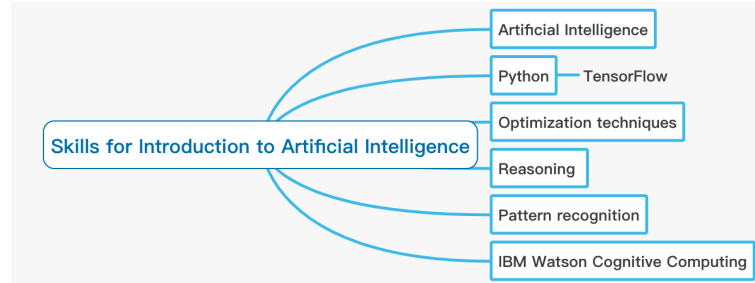 Skills for Introduction to Artificial Intelligence
Artificial Intelligence
Python
TensorFlow
Optimization techniques
Reasoning
Pattern recognition
IBM Watson Cognitive Computing